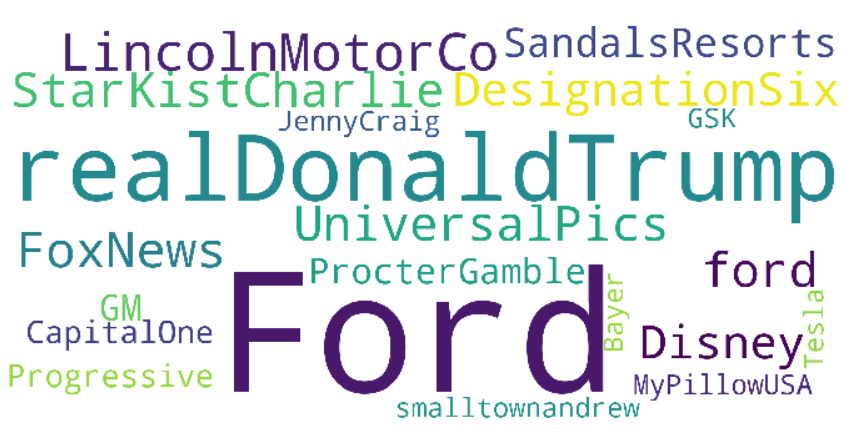 LincolnMotorCo SandalsResorts
StarKistCharlie DesignationSix
JennyCraig GSK
realDonaldTrump
UniversalPics
FoxNews
ProcterGamble ford
Ford
GM
Bayer
Tesla
CapitalOne Disney
Progressive MyPillowUSA
smalltownandrew